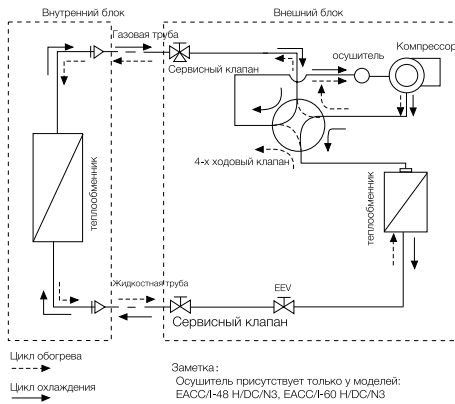 Внутренний блок
Внешний блок
Газовая труба
Сервисный клапан
осушитель
Компрессор
4-х ходовый клапан
теплообменник
теплообменник
Жидкостная труба
EEV
Сервисный клапан
Цикл обогрева
Цикл охлаждения
Заметка:
Осушитель присутствует только у моделей:
EACC/I-48 H/DC/N3, EACC/I-60 H/DC/N3